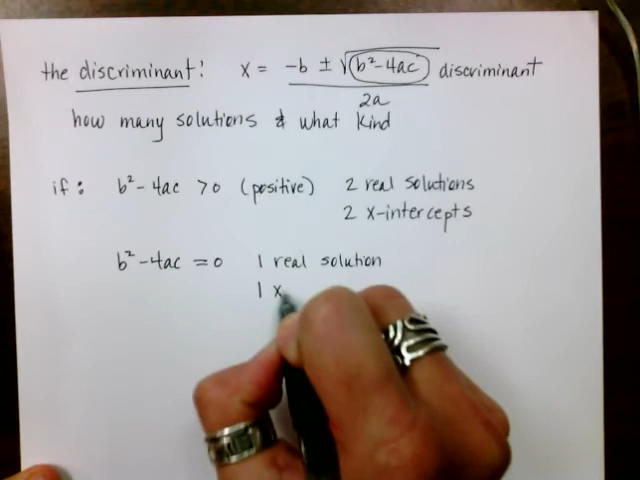 the discriminant: x = -b ± √(b²-4ac) discriminant
2a
how many solutions & what kind
if: b²-4ac >0 (positive) 2 real solutions
2 x-intercepts
b²-4ac =0 1 real solution
1 x